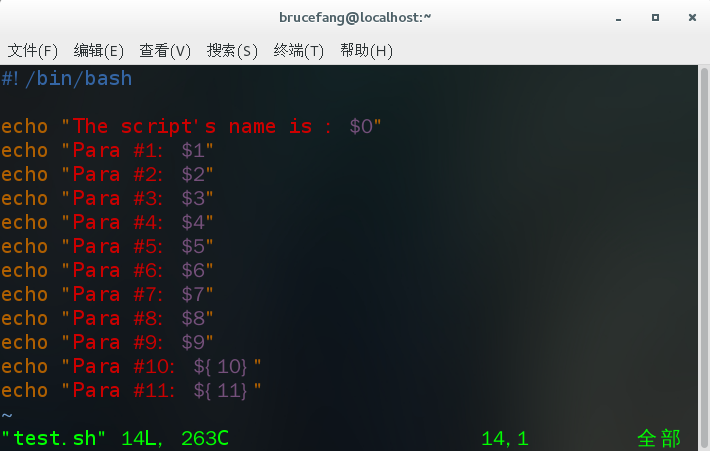 brucefang@localhost:~
文件(F) 编辑(E) 查看(V) 搜索(S) 终端(T) 帮助(H)
#!/bin/bash
echo "The script's name is : $0"
echo "Para #1: $1"
echo "Para #2: $2"
echo "Para #3: $3"
echo "Para #4: $4"
echo "Para #5: $5"
echo "Para #6: $6"
echo "Para #7: $7"
echo "Para #8: $8"
echo "Para #9: $9"
echo "Para #10: ${10}"
echo "Para #11: ${11}"
~
"test.sh" 14L, 263C 14,1 全部